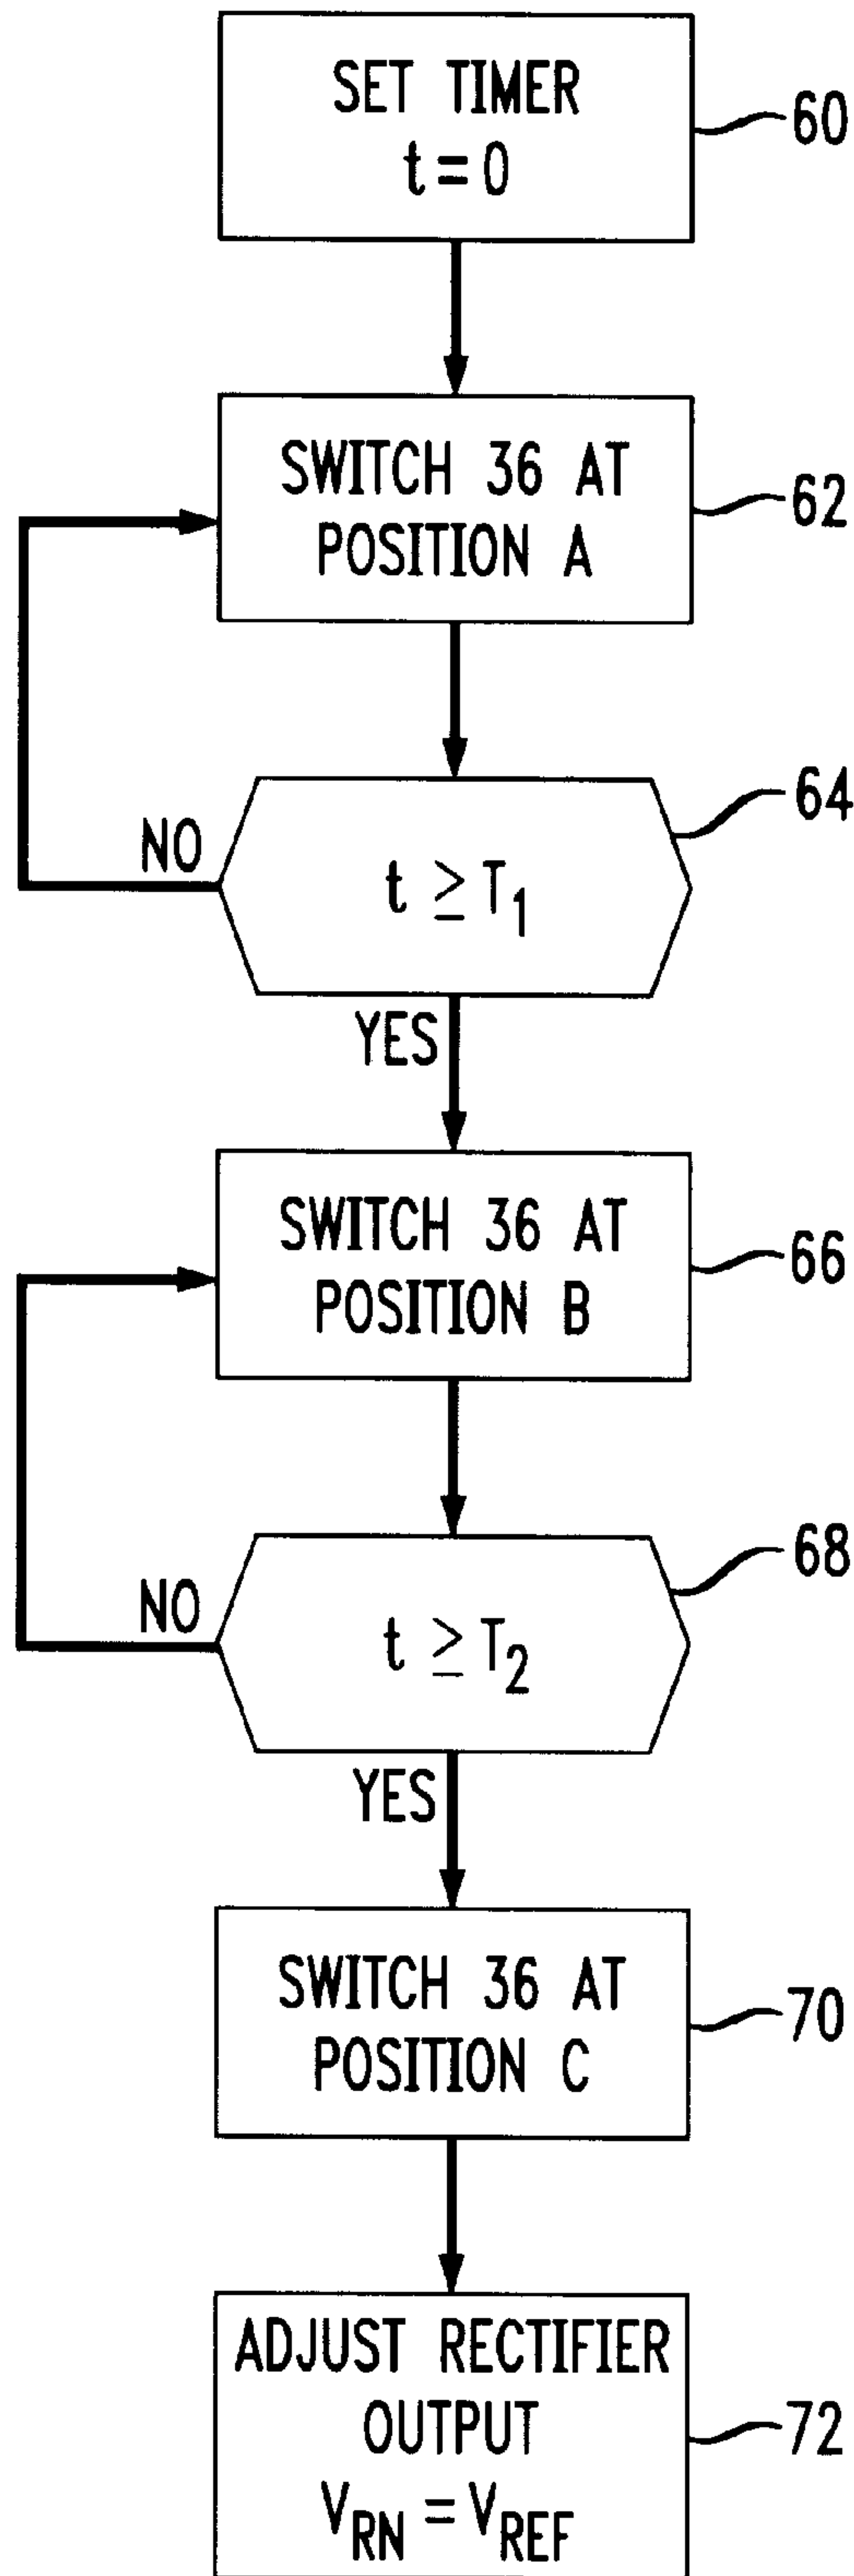 SET TIMER
t = 0
60
SWITCH 36 AT
POSITION A
62
64
NO
t ≥ T1
YES
SWITCH 36 AT
POSITION B
66
68
NO
t ≥ T2
YES
SWITCH 36 AT
POSITION C
70
ADJUST RECTIFIER
OUTPUT
VRN = VREF
72